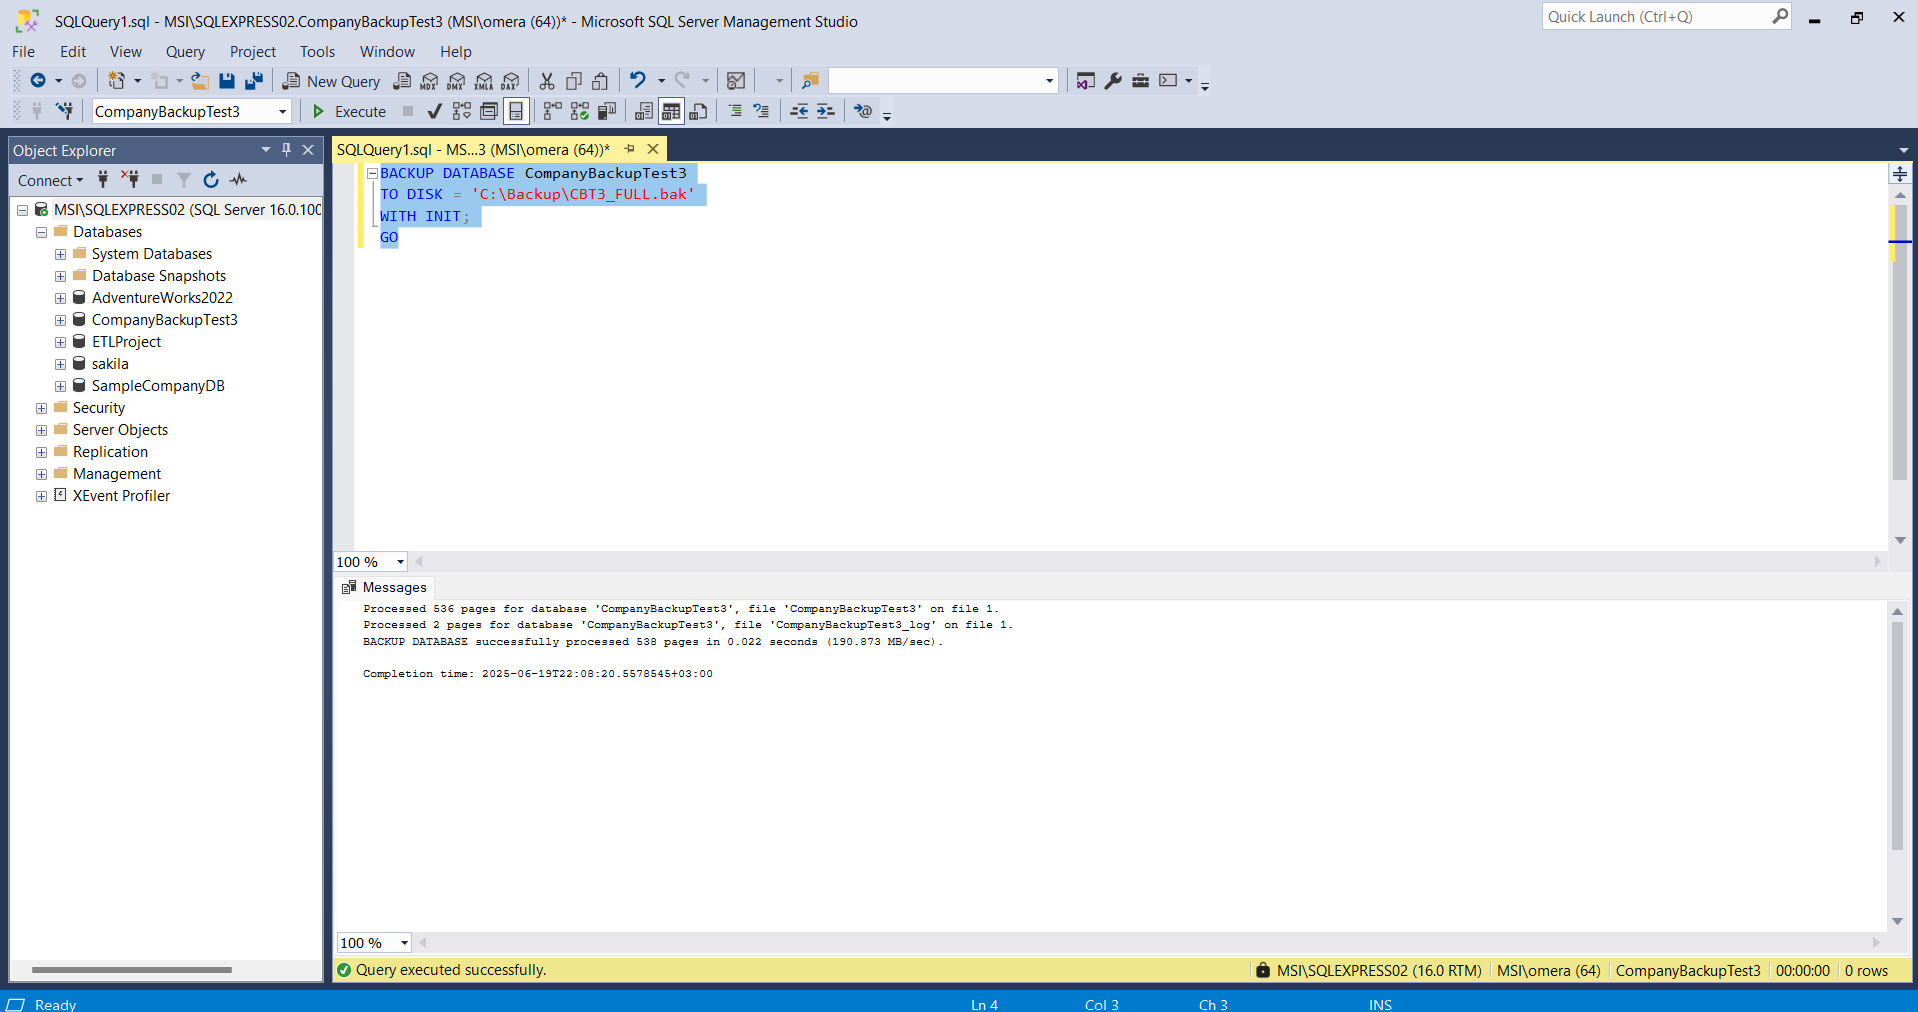 SQLQuery1.sql - MSI\SQLEXPRESS02.CompanyBackupTest3 (MSI\omera (64))* - Microsoft SQL Server Management Studio
Quick Launch (Ctrl+Q)
File Edit View Query Project Tools Window Help
New Query MDX DMX XMLA DAX
CompanyBackupTest3 Execute
Object Explorer
Connect
MSI\SQLEXPRESS02 (SQL Server 16.0.100
Databases
System Databases
Database Snapshots
AdventureWorks2022
CompanyBackupTest3
ETLProject
sakila
SampleCompanyDB
Security
Server Objects
Replication
Management
XEvent Profiler
SQLQuery1.sql - MS...3 (MSI\omera (64))*
BACKUP DATABASE CompanyBackupTest3
TO DISK = 'C:\Backup\CBT3_FULL.bak'
WITH INIT;
GO
100 %
Messages
Processed 536 pages for database 'CompanyBackupTest3', file 'CompanyBackupTest3' on file 1.
Processed 2 pages for database 'CompanyBackupTest3', file 'CompanyBackupTest3_log' on file 1.
BACKUP DATABASE successfully processed 538 pages in 0.022 seconds (190.873 MB/sec).
Completion time: 2025-06-19T22:08:20.5578545+03:00
100 %
Query executed successfully. MSI\SQLEXPRESS02 (16.0 RTM) MSI\omera (64) CompanyBackupTest3 00:00:00 0 rows
Ready Ln 4 Col 3 Ch 3 INS